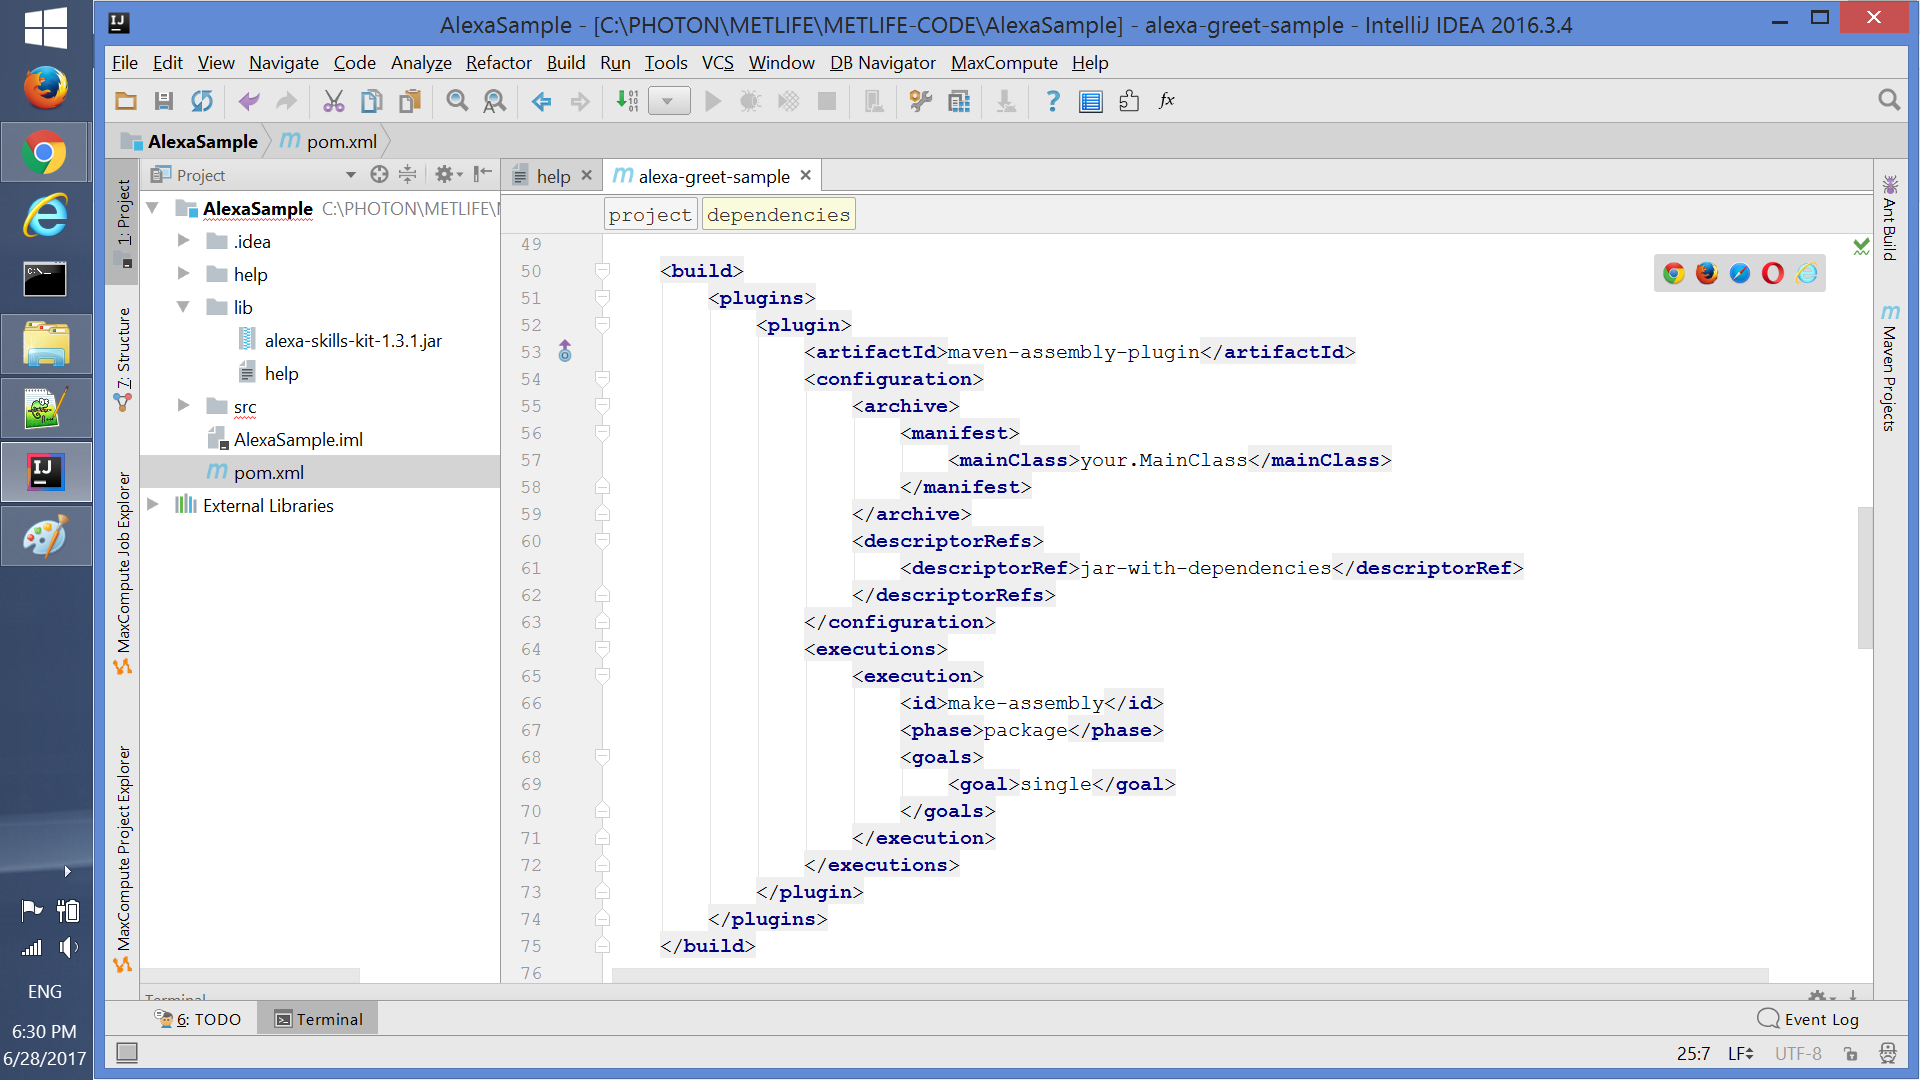 AlexaSample - [C:\PHOTON\METLIFE\METLIFE-CODE\AlexaSample] - alexa-greet-sample - IntelliJ IDEA 2016.3.4
File Edit View Navigate Code Analyze Refactor Build Run Tools VCS Window DB Navigator MaxCompute Help
AlexaSample pom.xml
Project
help
alexa-greet-sample
project dependencies
1: Project
7: Structure
MaxCompute Job Explorer
MaxCompute Project Explorer
AlexaSample C:\PHOTON\METLIFE\
.idea
help
lib
alexa-skills-kit-1.3.1.jar
help
src
AlexaSample.iml
pom.xml
External Libraries
49
50 <build>
51 <plugins>
52 <plugin>
53 <artifactId>maven-assembly-plugin</artifactId>
54 <configuration>
55 <archive>
56 <manifest>
57 <mainClass>your.MainClass</mainClass>
58 </manifest>
59 </archive>
60 <descriptorRefs>
61 <descriptorRef>jar-with-dependencies</descriptorRef>
62 </descriptorRefs>
63 </configuration>
64 <executions>
65 <execution>
66 <id>make-assembly</id>
67 <phase>package</phase>
68 <goals>
69 <goal>single</goal>
70 </goals>
71 </execution>
72 </executions>
73 </plugin>
74 </plugins>
75 </build>
76
Ant Build
Maven Projects
Terminal
6: TODO
Terminal
Event Log
25:7 LF UTF-8
ENG
6:30 PM
6/28/2017